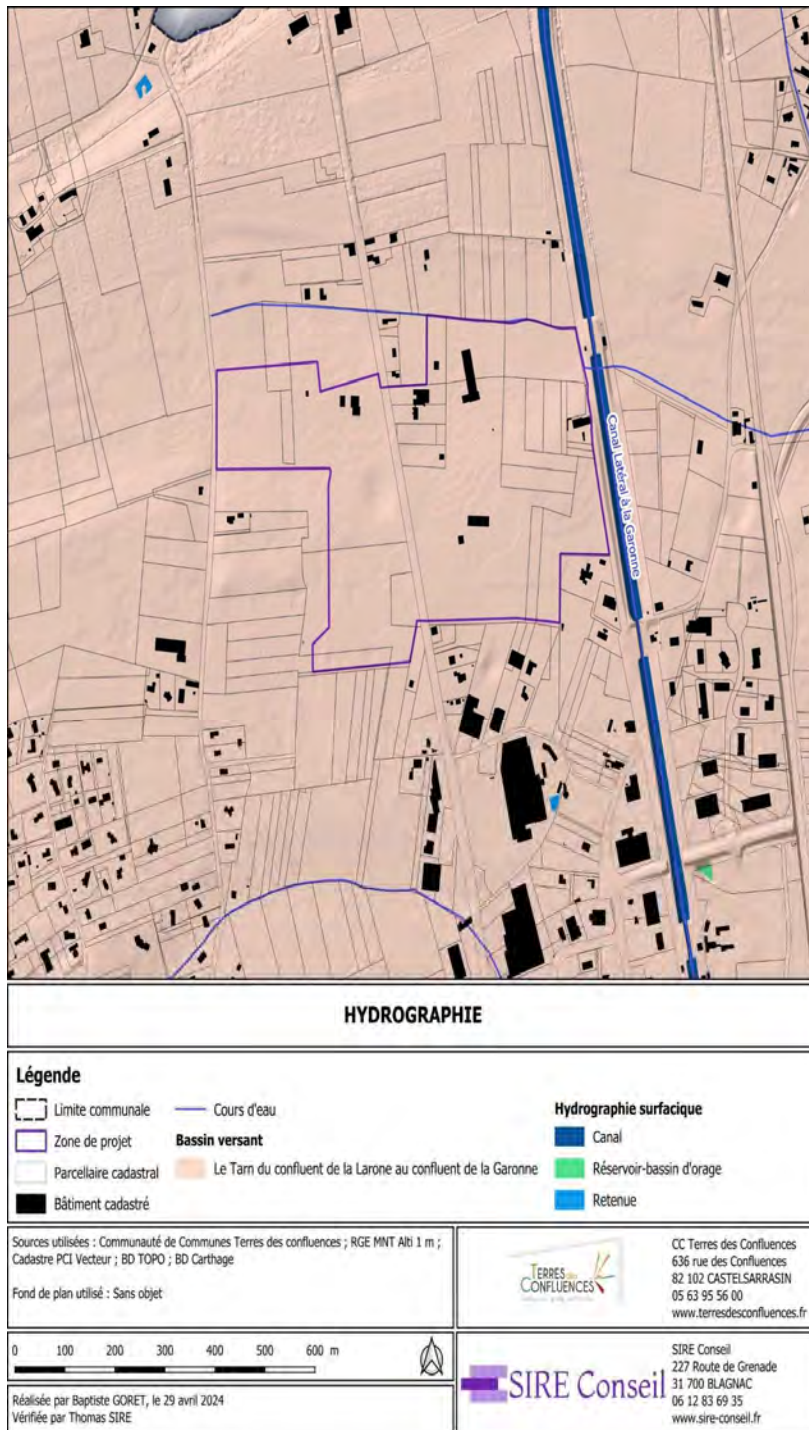 Canal Latéral à la Garonne
HYDROGRAPHIE
Légende
Limite communale
Zone de projet
Parcellaire cadastral
Bâtiment cadastré
Cours d'eau
Bassin versant
Le Tarn du confluent de la Larone au confluent de la Garonne
Hydrographie surfacique
Canal
Réservoir-bassin d'orage
Retenue
Sources utilisées : Communauté de Communes Terres des confluences ; RGE MNT Alti 1 m ;
Cadastre PCI Vecteur ; BD TOPO ; BD Carthage
Fond de plan utilisé : Sans objet
TERRES des
CONFLUENCES
CC Terres des Confluences
636 rue des Confluences
82 102 CASTELSARRASIN
05 63 95 56 00
www.terresdesconfluences.fr
0 100 200 300 400 500 600 m
Réalisée par Baptiste GORET, le 29 avril 2024
Vérifiée par Thomas SIRE
SIRE Conseil
SIRE Conseil
227 Route de Grenade
31 700 BLAGNAC
06 12 83 69 35
www.sire-conseil.fr